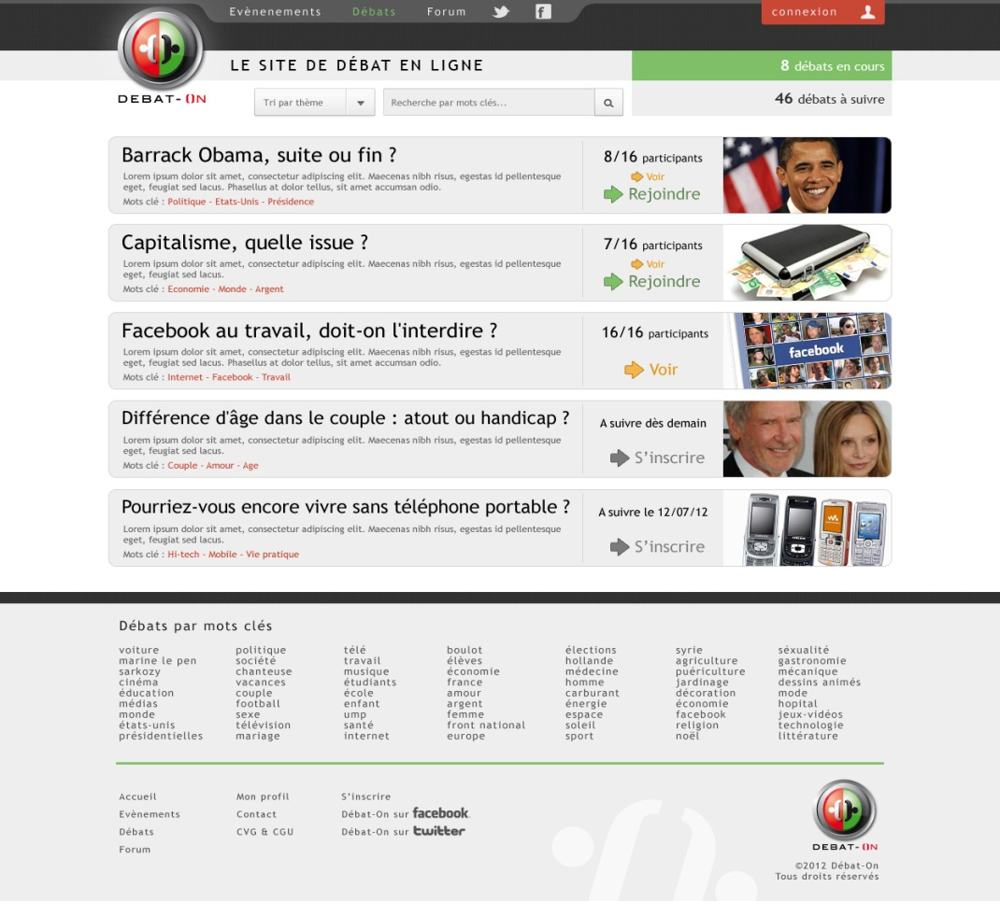 Evènenements Débats Forum
connexion
LE SITE DE DÉBAT EN LIGNE
8 débats en cours
DEBAT-ON
Tri par thème
Recherche par mots clés...
46 débats à suivre
Barrack Obama, suite ou fin ?
Lorem ipsum dolor sit amet, consectetur adipiscing elit. Maecenas nibh risus, egestas id pellentesque
eget, feugiat sed lacus. Phasellus at dolor tellus, sit amet accumsan odio.
Mots clé : Politique - Etats-Unis - Présidence
8/16 participants
Voir
Rejoindre
Capitalisme, quelle issue ?
Lorem ipsum dolor sit amet, consectetur adipiscing elit. Maecenas nibh risus, egestas id pellentesque
eget, feugiat sed lacus.
Mots clé : Economie - Monde - Argent
7/16 participants
Voir
Rejoindre
Facebook au travail, doit-on l'interdire ?
Lorem ipsum dolor sit amet, consectetur adipiscing elit. Maecenas nibh risus, egestas id pellentesque
eget, feugiat sed lacus. Phasellus at dolor tellus, sit amet accumsan odio.
Mots clé : Internet - Facebook - Travail
16/16 participants
Voir
facebook
Différence d'âge dans le couple : atout ou handicap ?
Lorem ipsum dolor sit amet, consectetur adipiscing elit. Maecenas nibh risus, egestas id pellentesque
eget, feugiat sed lacus.
Mots clé : Couple - Amour - Age
A suivre dès demain
S'inscrire
Pourriez-vous encore vivre sans téléphone portable ?
Lorem ipsum dolor sit amet, consectetur adipiscing elit. Maecenas nibh risus, egestas id pellentesque
eget, feugiat sed lacus.
Mots clé : Hi-tech - Mobile - Vie pratique
A suivre le 12/07/12
S'inscrire
Débats par mots clés
voiture politique télé boulot élections syrie séxualité
marine le pen société travail élèves hollande agriculture gastronomie
sarkozy chanteuse musique économie médecine puériculture mécanique
cinéma vacances étudiants france homme jardinage dessins animés
éducation couple école amour carburant décoration mode
médias football enfant argent énergie économie hopital
monde sexe ump femme espace facebook jeux-vidéos
états-unis télévision santé front national soleil religion technologie
présidentielles mariage internet europe sport noël littérature
Accueil Mon profil S'inscrire
Evènements Contact Débat-On sur facebook.
Débats CVG & CGU Débat-On sur twitter
Forum
DEBAT-ON
©2012 Débat-On
Tous droits réservés